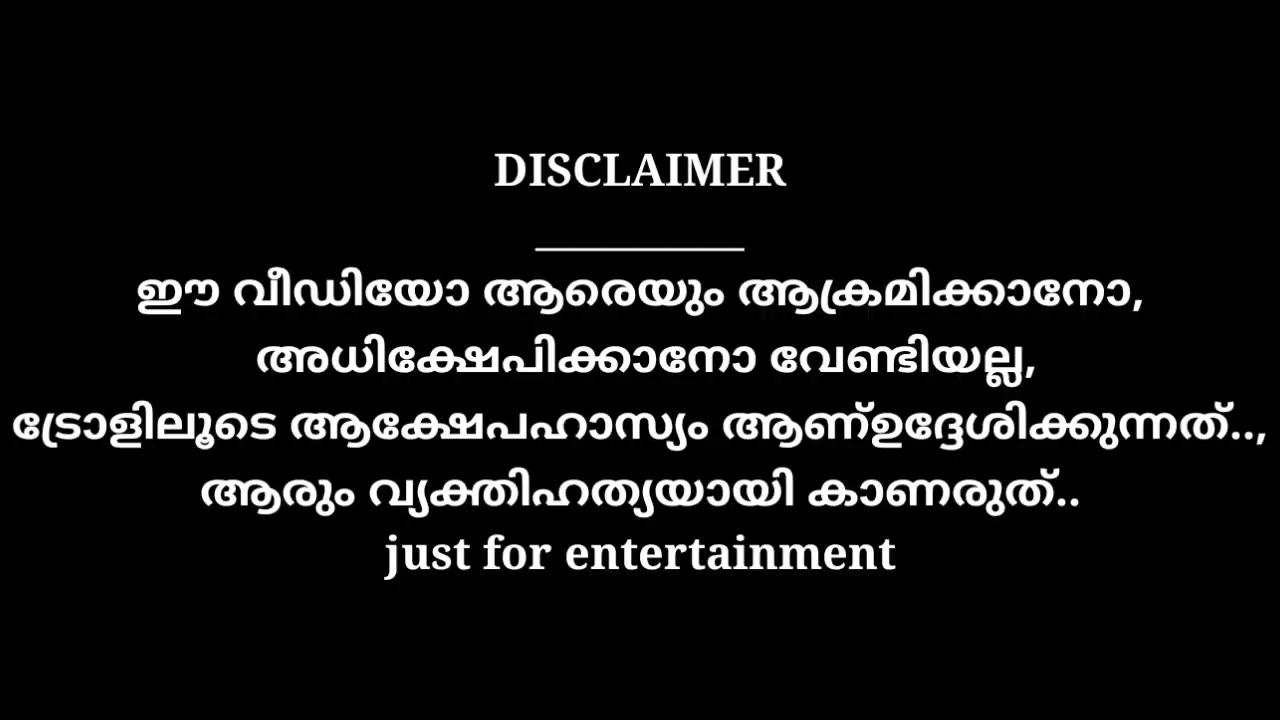 DISCLAIMER
ഈ വീഡിയോ ആരെയും ആക്രമിക്കാനോ,
അധിക്ഷേപിക്കാനോ വേണ്ടിയല്ല,
ട്രോളിലൂടെ ആക്ഷേപഹാസ്യം ആണ്ഉദ്ദേശിക്കുന്നത്..,
ആരും വ്യക്തിഹത്യയായി കാണരുത്..
just for entertainment